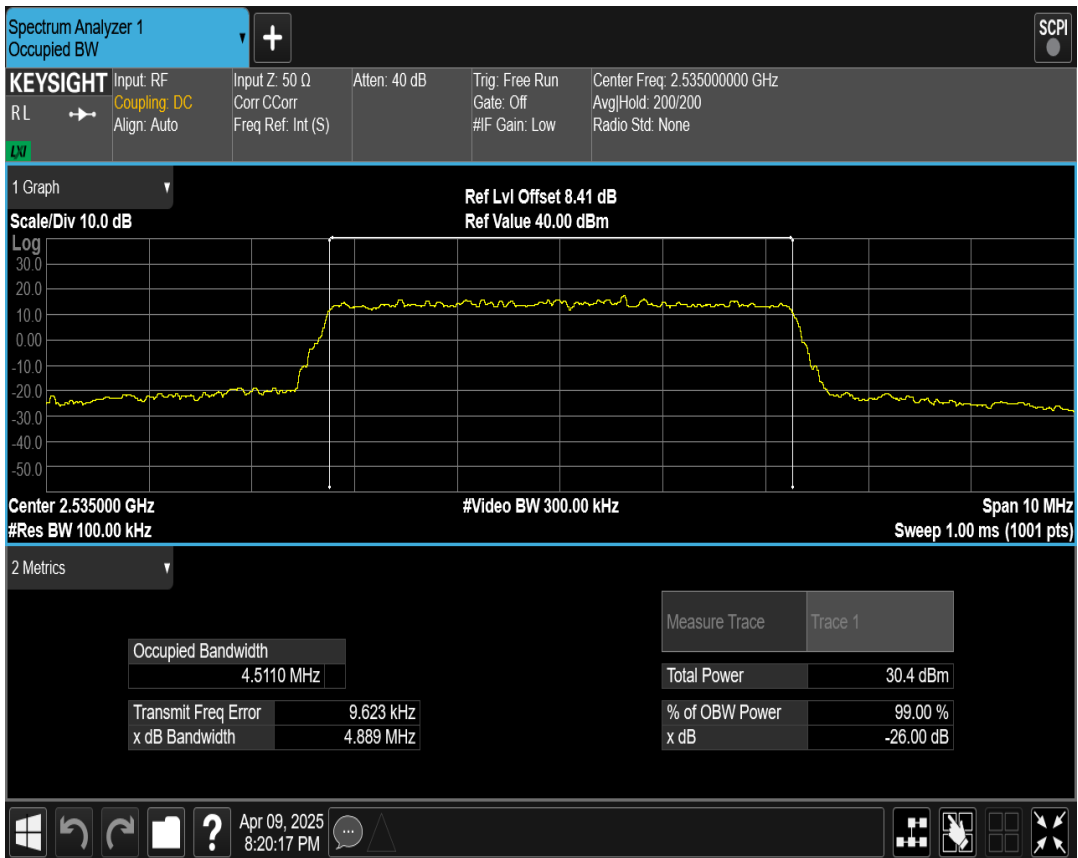 Spectrum Analyzer 1
Occupied BW
SCPI
KEYSIGHT
RL
LXI
Input: RF
Coupling: DC
Align: Auto
Input Z: 50 Ω
Corr CCorr
Freq Ref: Int (S)
Atten: 40 dB
Trig: Free Run
Gate: Off
#IF Gain: Low
Center Freq: 2.535000000 GHz
Avg|Hold: 200/200
Radio Std: None
1 Graph
Scale/Div 10.0 dB
Ref Lvl Offset 8.41 dB
Ref Value 40.00 dBm
Log
30.0
20.0
10.0
0.00
-10.0
-20.0
-30.0
-40.0
-50.0
Center 2.535000 GHz
#Video BW 300.00 kHz
Span 10 MHz
#Res BW 100.00 kHz
Sweep 1.00 ms (1001 pts)
2 Metrics
Measure Trace Trace 1
Occupied Bandwidth
4.5110 MHz
Total Power 30.4 dBm
Transmit Freq Error 9.623 kHz
% of OBW Power 99.00 %
x dB Bandwidth 4.889 MHz
x dB -26.00 dB
?
Apr 09, 2025
8:20:17 PM